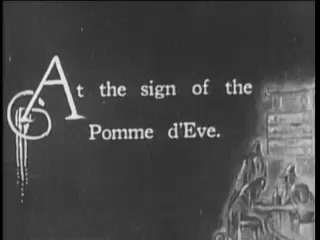 At the sign of the
Pomme d'Eve.